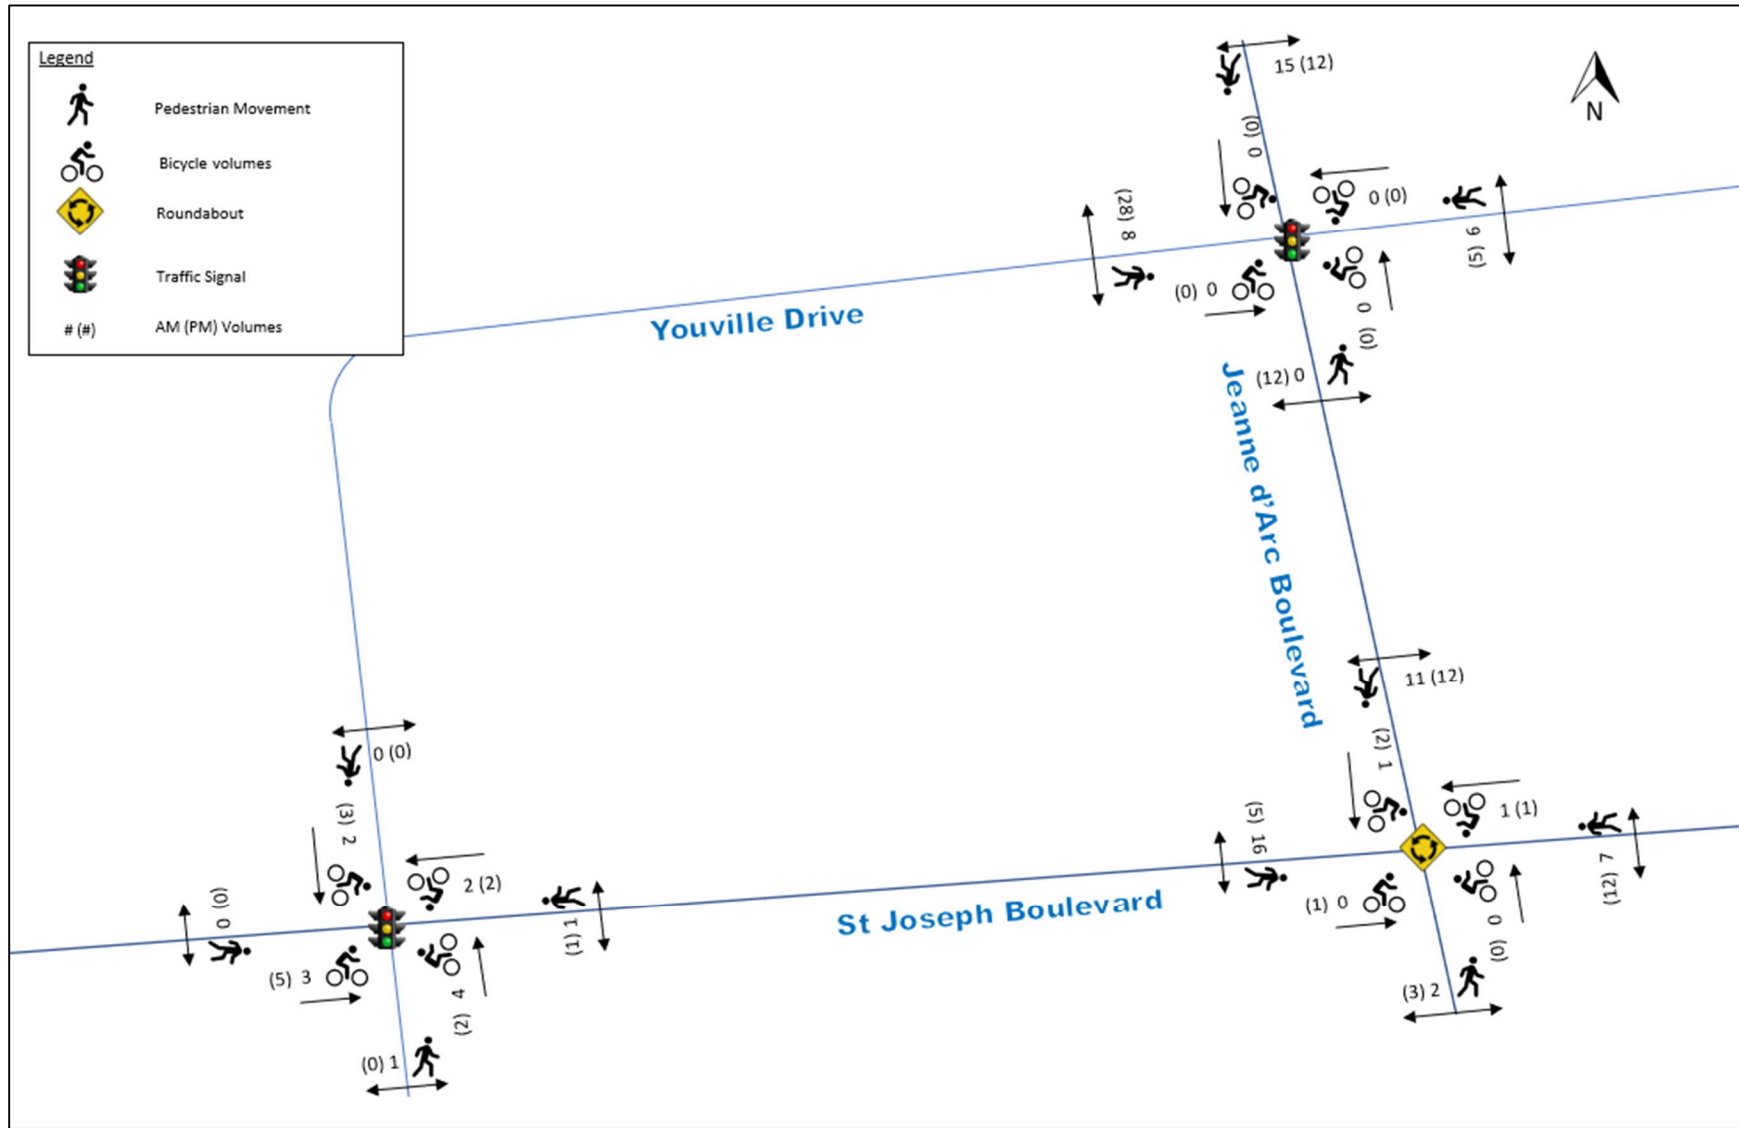 Legend
Pedestrian Movement
Bicycle volumes
Roundabout
Traffic Signal
# (#)
AM (PM) Volumes
N
15 (12)
(0) 0
0 (0)
(5)
(28) 8
(0) 0
0 (0)
(12) 0
Youville Drive
Jeanne d'Arc Boulevard
11 (12)
(2) 1
1 (1)
7 (12)
(5) 16
(1) 0
0 (0)
(3) 2
St Joseph Boulevard
0 (0)
(3) 2
2 (2)
1 (1)
(0) 0
(5) 3
(2) 4
(0) 1